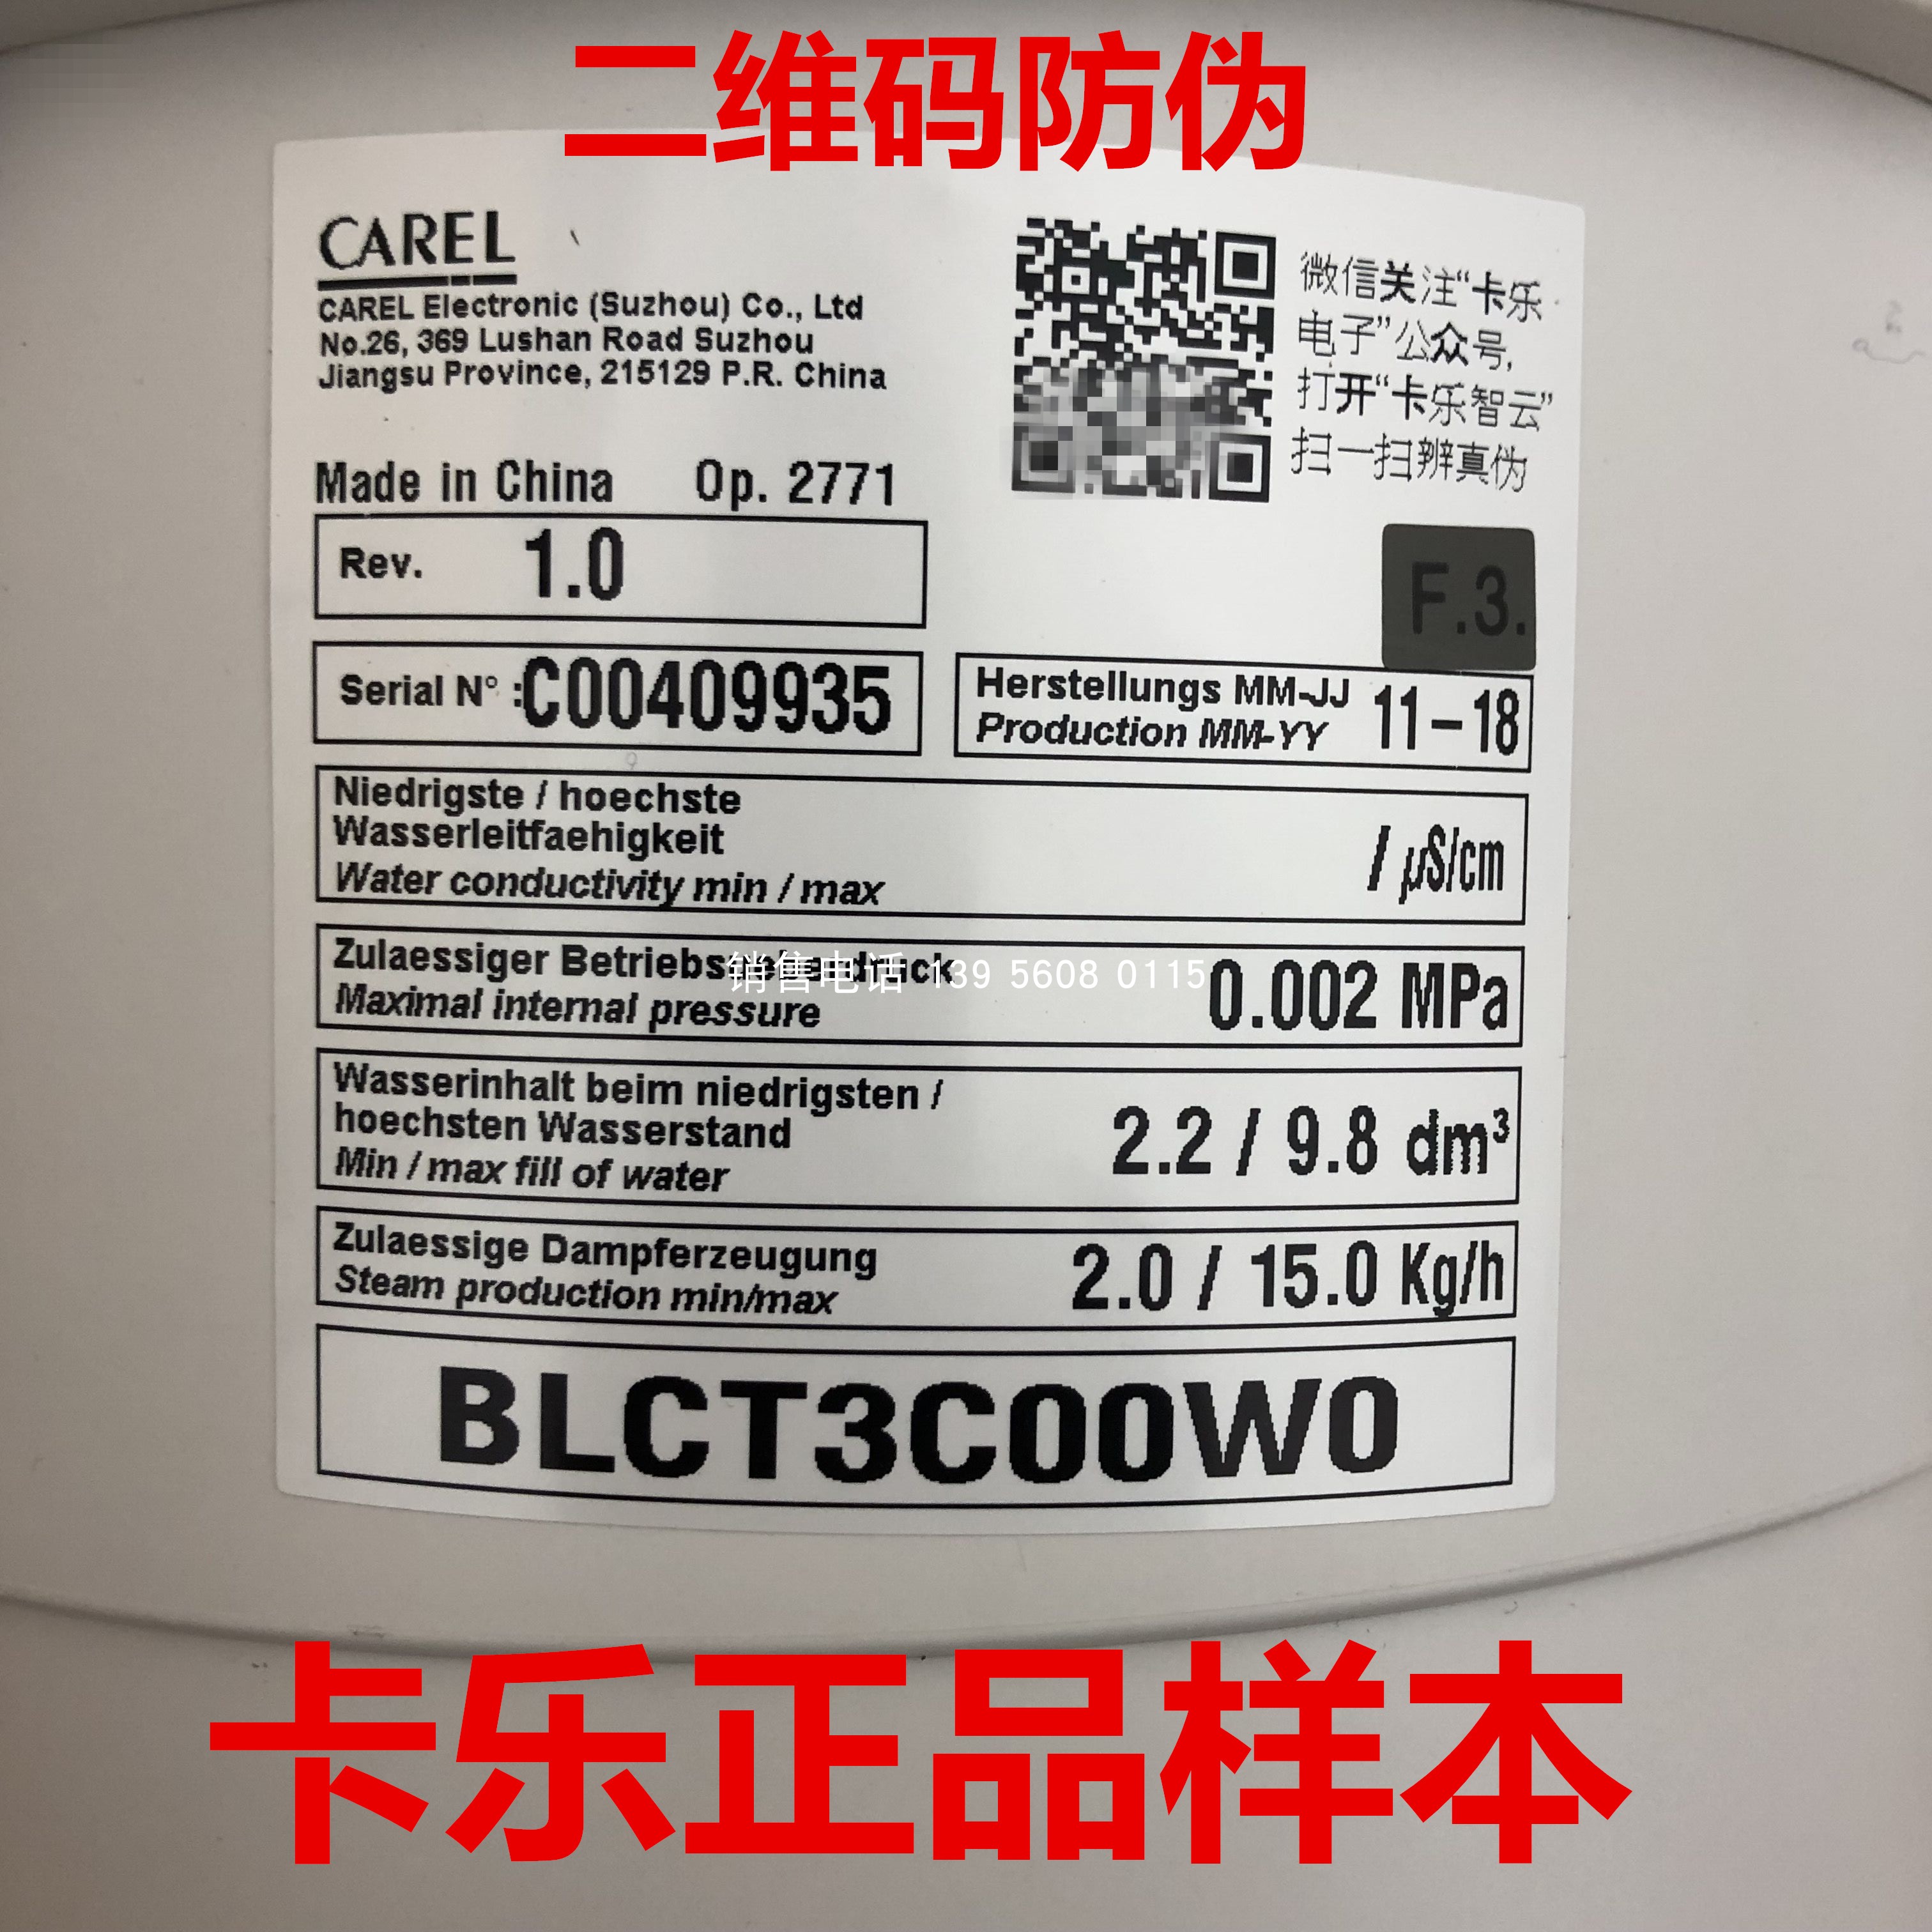 二维码防伪
CAREL
CAREL Electronic (Suzhou) Co., Ltd
No.26, 369 Lushan Road Suzhou
Jiangsu Province, 215129 P.R. China
微信关注“卡乐
电子”公众号,
打开“卡乐智云”
扫一扫辨真伪
Made in China Op. 2771
Rev. 1.0
F.3.
Serial N° :C00409935
Herstellungs MM-JJ 11-18
Production MM-YY
Niedrigste / hoechste
Wasserleitfaehigkeit
Water conductivity min / max
/ µS/cm
Zulaessiger
销售电话 139 5608 0115
Maximal internal pressure
0.002 MPa
Wasserinhalt beim niedrigsten /
hoechsten Wasserstand
Min / max fill of water
2.2 / 9.8 dm³
Zulaessige Dampferzeugung
Steam production min/max
2.0 / 15.0 Kg/h
BLCT3C00W0
卡乐正品样本